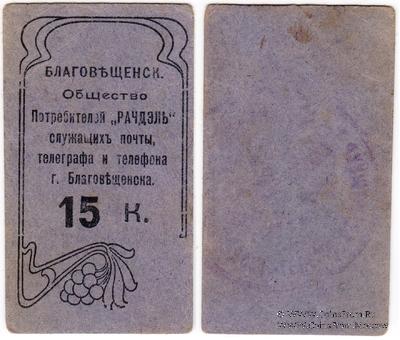 БЛАГОВѢЩЕНСК.
Общество
Потребителей „РАЧДЭЛЬ“
служащихъ почты,
телеграфа и телефона
г. Благовѣщенска.
15 К.